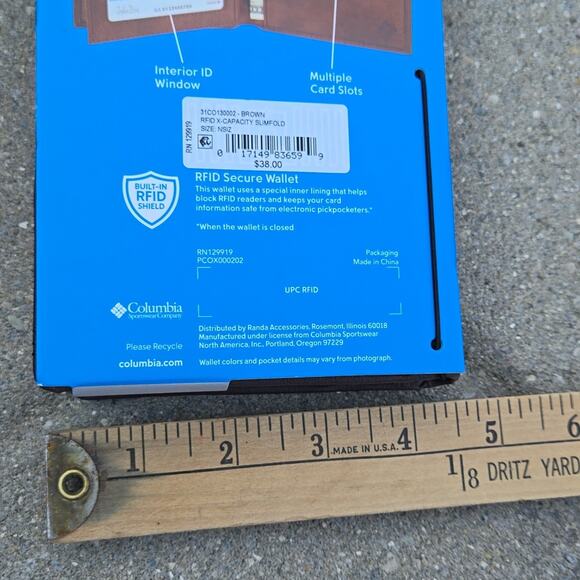 Interior ID
Window
Multiple
Card Slots
RN 129919
31CO130002 - BROWN
RFID X-CAPACITY SLIMFOLD
SIZE: NSIZ
0 17149 83659 9
$38.00
BUILT-IN
RFID
SHIELD
RFID Secure Wallet
This wallet uses a special inner lining that helps
block RFID readers and keeps your card
information safe from electronic pickpocketers.*
*When the wallet is closed
RN129919
PCOX000202
Packaging
Made in China
UPC RFID
Columbia
Sportswear Company
Distributed by Randa Accessories, Rosemont, Illinois 60018
Manufactured under license from Columbia Sportswear
North America, Inc., Portland, Oregon 97229
Please Recycle
columbia.com
Wallet colors and pocket details may vary from photograph.
1 2 3 MADE IN U.S.A. 4 5 6
1/8 DRITZ YARD